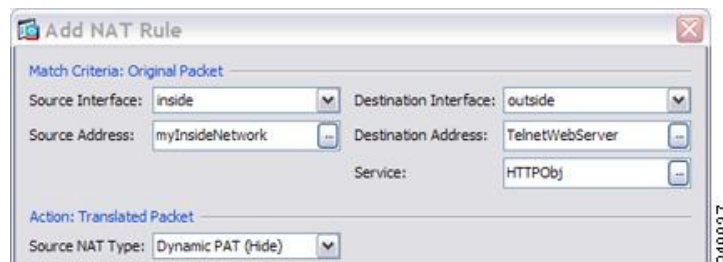 Add NAT Rule
Match Criteria: Original Packet
Source Interface: inside Destination Interface: outside
Source Address: myInsideNetwork ... Destination Address: TelnetWebServer ...
Service: HTTPObj ...
Action: Translated Packet
Source NAT Type: Dynamic PAT (Hide)